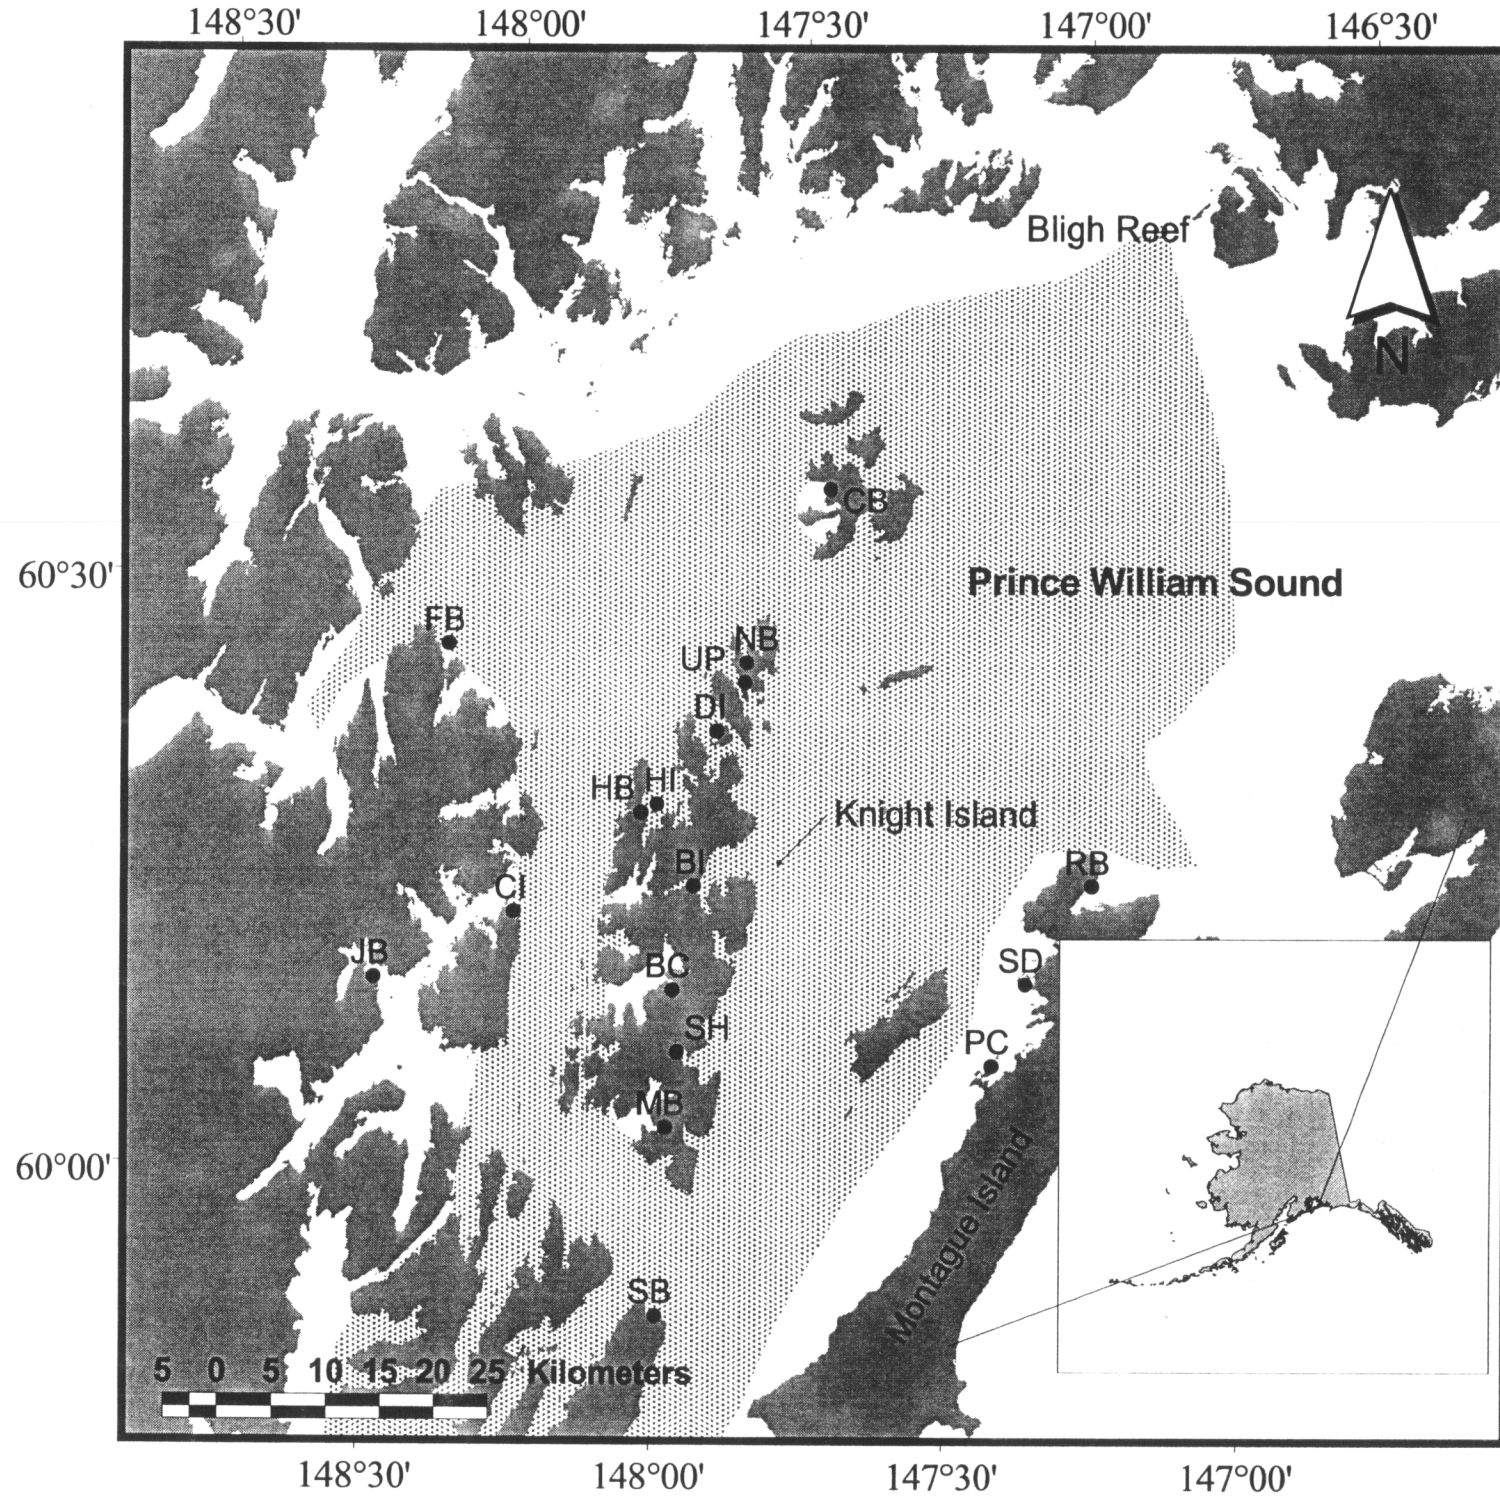 148°30' 148°00' 147°30' 147°00' 146°30'
Bligh Reef
N
CB
60°30'
Prince William Sound
FB
NB
UP
DI
HB HI
Knight Island
BI
RB
CI
JB
BC
SD
SH
PC
MB
60°00'
Montague Island
SB
5 0 5 10 15 20 25 Kilometers
148°30' 148°00' 147°30' 147°00'